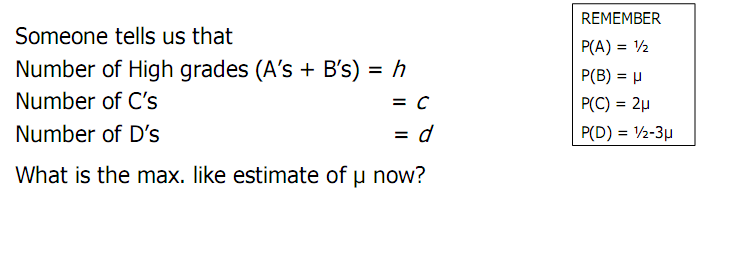 Someone tells us that
Number of High grades (A's + B's) = h
Number of C's = c
Number of D's = d
What is the max. like estimate of μ now?
REMEMBER
P(A) = ½
P(B) = μ
P(C) = 2μ
P(D) = ½-3μ